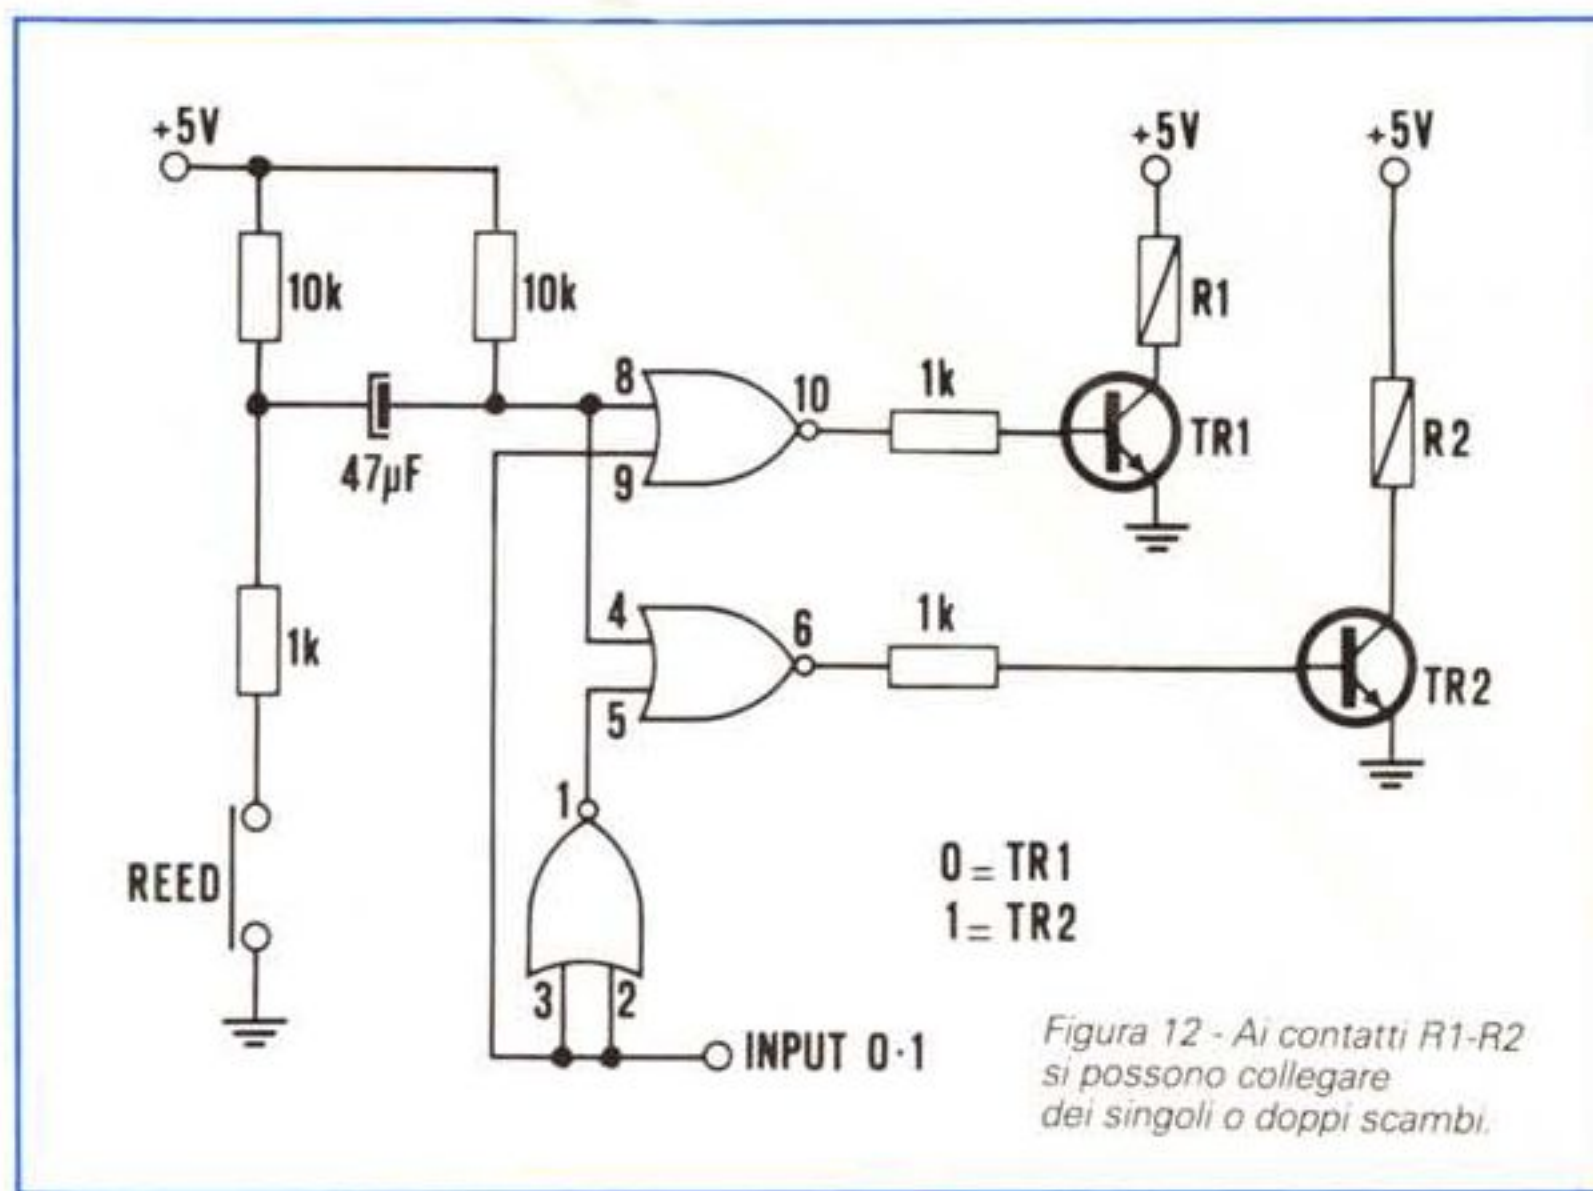 +5V
+5V
+5V
10k
10k
R1
8
10
1k
TR1
R2
47µF
9
4
6
1k
1k
5
TR2
1
REED
0 = TR1
1 = TR2
3
2
INPUT 0·1
Figura 12 - Ai contatti R1-R2
si possono collegare
dei singoli o doppi scambi.